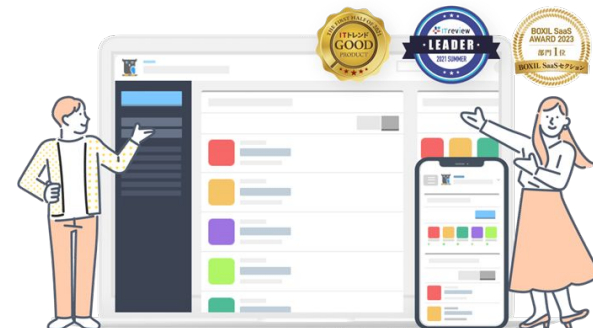 THE FIRST HALF OF 2021
ITトレンド
GOOD
PRODUCT
ITreview
LEADER
2021 SUMMER
BOXIL SaaS
AWARD 2023
部門1位
BOXIL SaaSセクション